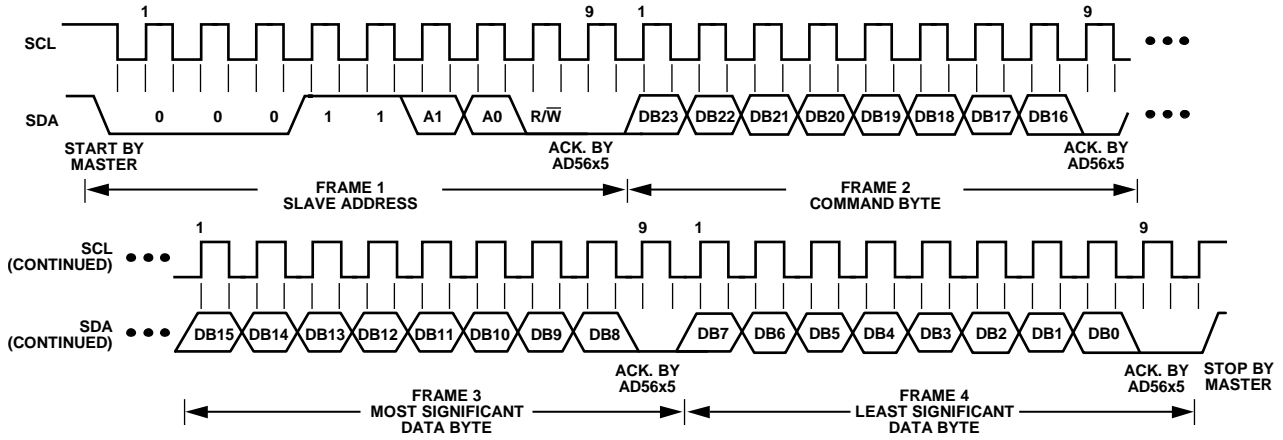 1 9 1 9
SCL
SDA 0 0 0 1 1 A1 A0 R/W̅ DB23 DB22 DB21 DB20 DB19 DB18 DB17 DB16
START BY
MASTER
ACK. BY
AD56x5
ACK. BY
AD56x5
FRAME 1
SLAVE ADDRESS
FRAME 2
COMMAND BYTE
1 9 1 9
SCL
(CONTINUED)
SDA
(CONTINUED)
DB15 DB14 DB13 DB12 DB11 DB10 DB9 DB8 DB7 DB6 DB5 DB4 DB3 DB2 DB1 DB0
ACK. BY
AD56x5
ACK. BY
AD56x5
STOP BY
MASTER
FRAME 3
MOST SIGNIFICANT
DATA BYTE
FRAME 4
LEAST SIGNIFICANT
DATA BYTE